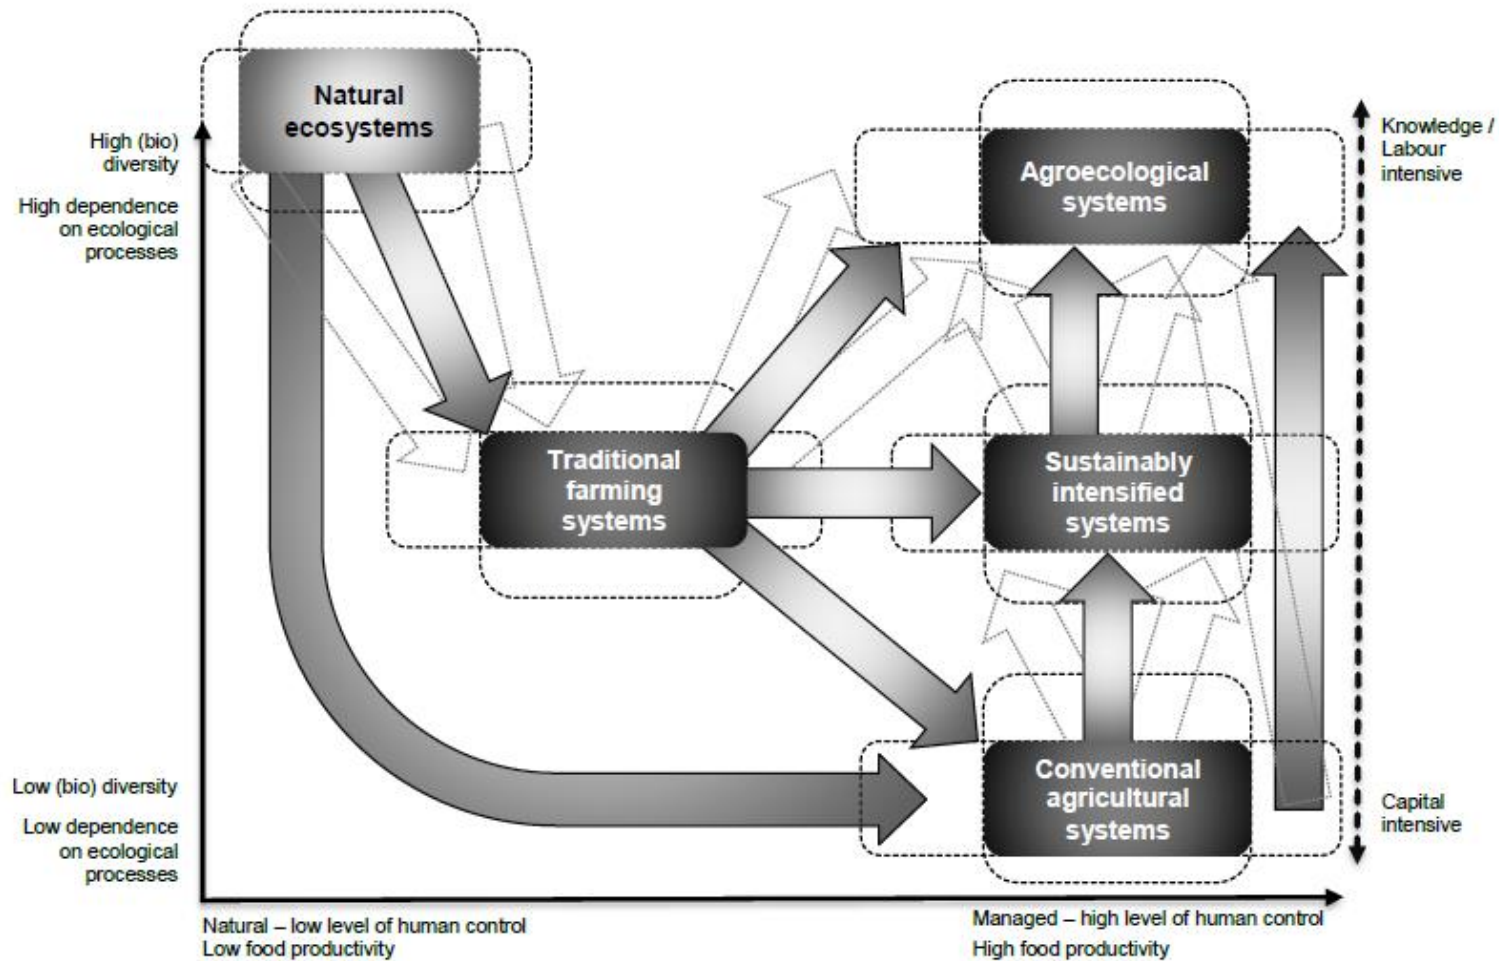 Natural
ecosystems
High (bio)
diversity
High dependence
on ecological
processes
Agroecological
systems
Knowledge /
Labour
intensive
Traditional
farming
systems
Sustainably
intensified
systems
Conventional
agricultural
systems
Low (bio) diversity
Low dependence
on ecological
processes
Capital
intensive
Natural – low level of human control
Low food productivity
Managed – high level of human control
High food productivity